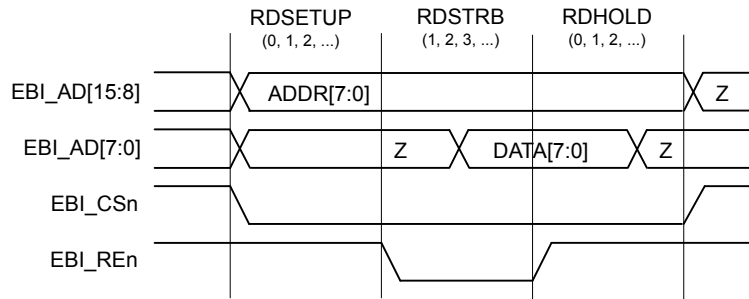 RDSETUP RDSTRB RDHOLD
(0, 1, 2, ...) (1, 2, 3, ...) (0, 1, 2, ...)
EBI_AD[15:8] ADDR[7:0] Z
EBI_AD[7:0] Z DATA[7:0] Z
EBI_CSn
EBI_REn